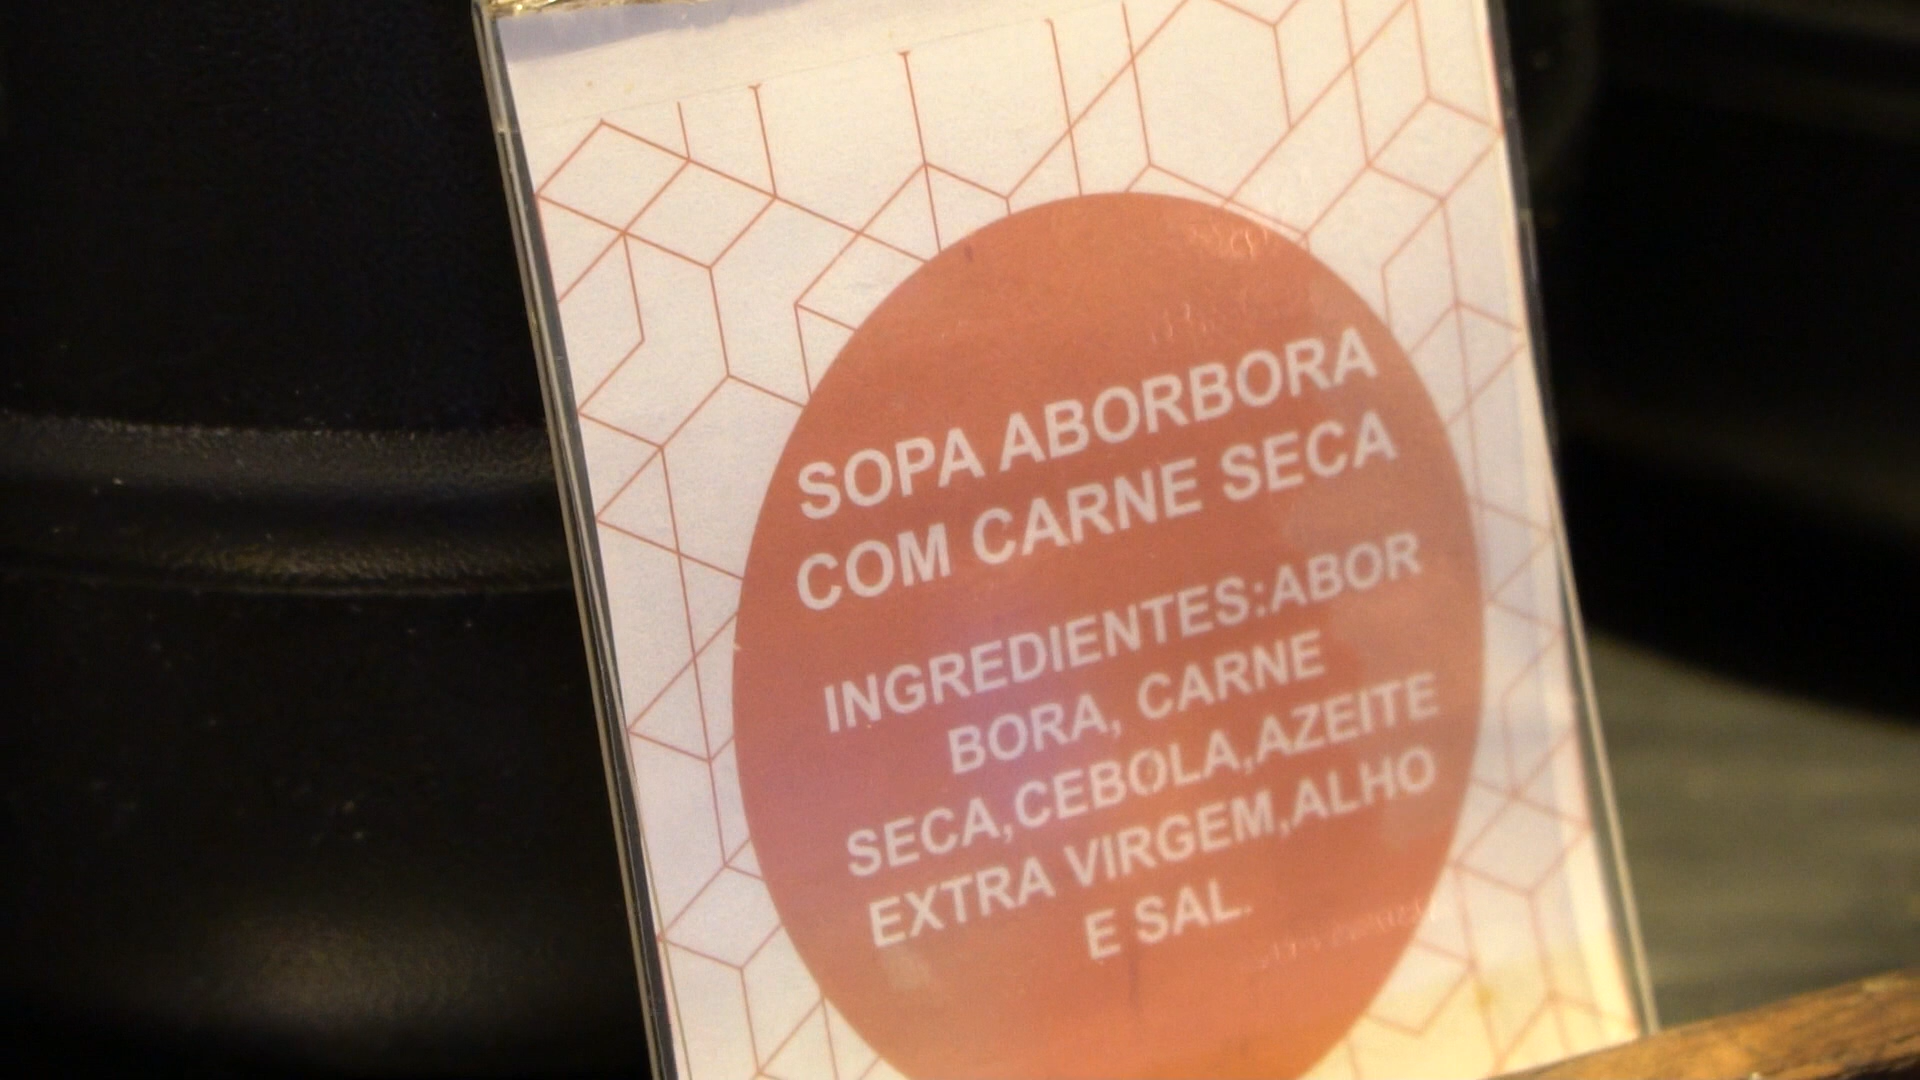 SOPA ABORBORA
COM CARNE SECA
INGREDIENTES:ABOR
BORA, CARNE
SECA,CEBOLA,AZEITE
EXTRA VIRGEM,ALHO
E SAL.